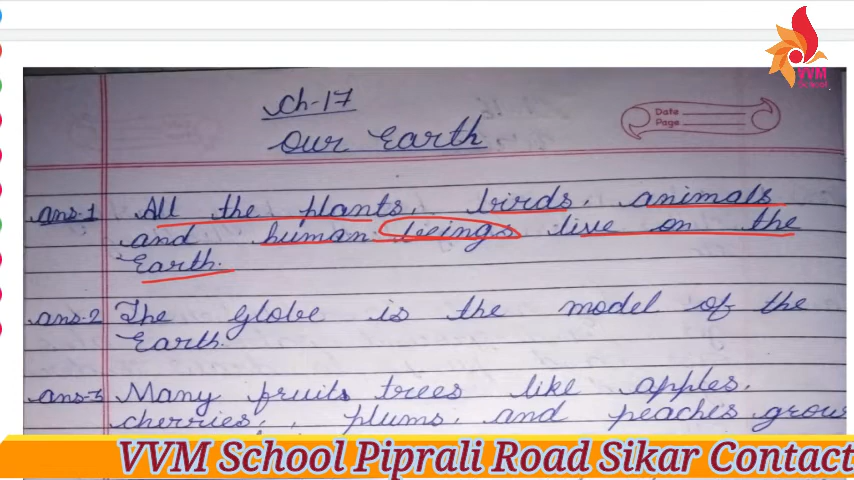 VVM
School
ch-17
Our Earth
Date
Page
ans-1 All the plants, birds, animals
and human beings live on the
Earth.
ans-2 The globe is the model of the
Earth.
ans-3 Many fruits trees like apples,
cherries, , plums, and peaches grow
VVM School Piprali Road Sikar Contact